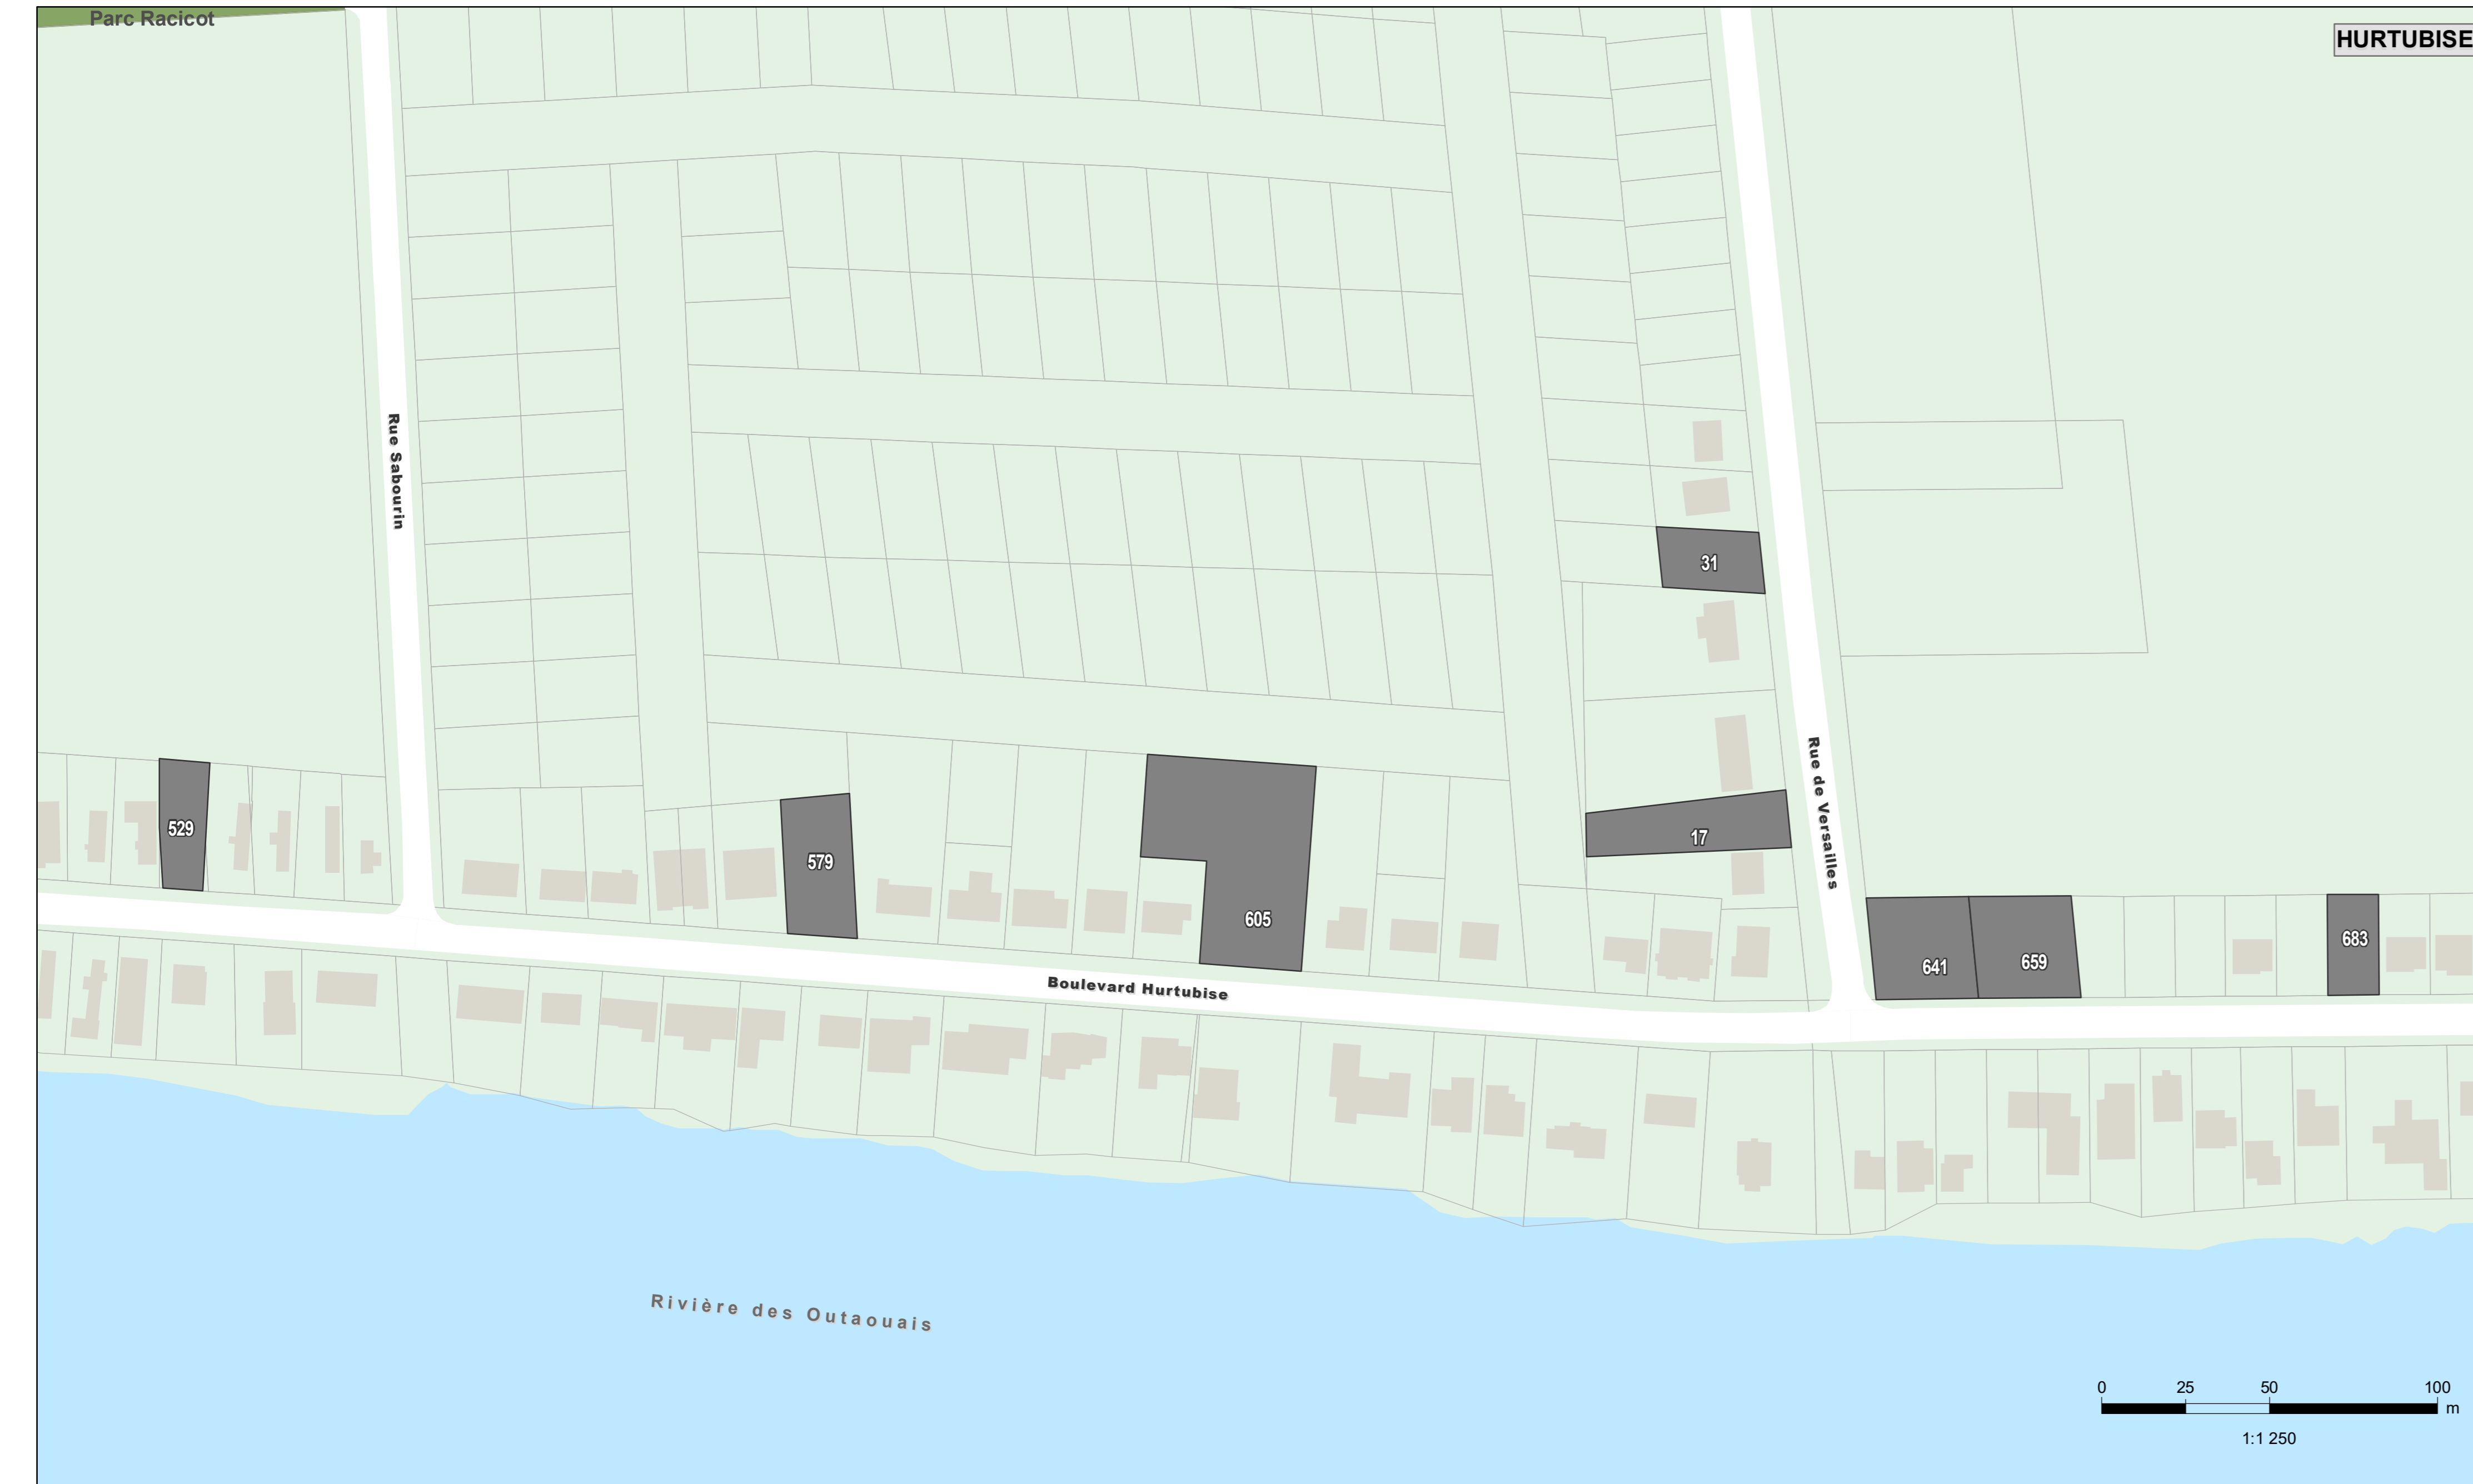 Parc Racicot
HURTUBISE
Rue Sabourin
31
Rue de Versailles
529
579
605
17
641
659
683
Boulevard Hurtubise
Rivière des Outaouais
0 25 50 100
m
1:1 250